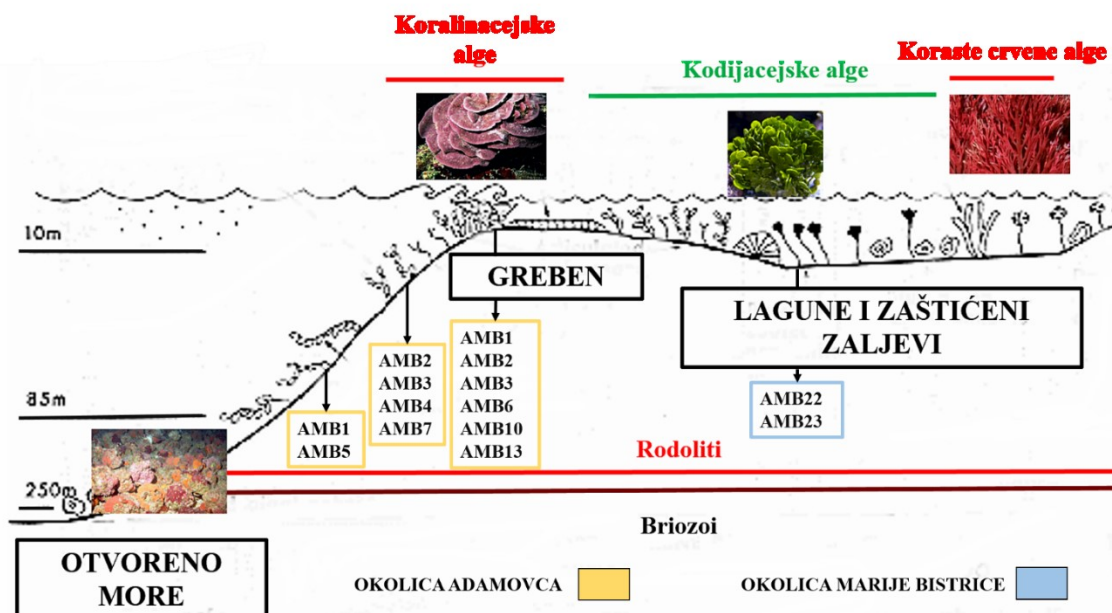 Koralinacejske
alge
Kodijacejske alge
Koraste crvene alge
10m
GREBEN
LAGUNE I ZAŠTIĆENI
ZALJEVI
AMB1
AMB2
AMB3
AMB6
AMB10
AMB13
AMB2
AMB3
AMB4
AMB7
AMB22
AMB23
85m
AMB1
AMB5
Rodoliti
250m
Briozoi
OTVORENO
MORE
OKOLICA ADAMOVCA
OKOLICA MARIJE BISTRICE